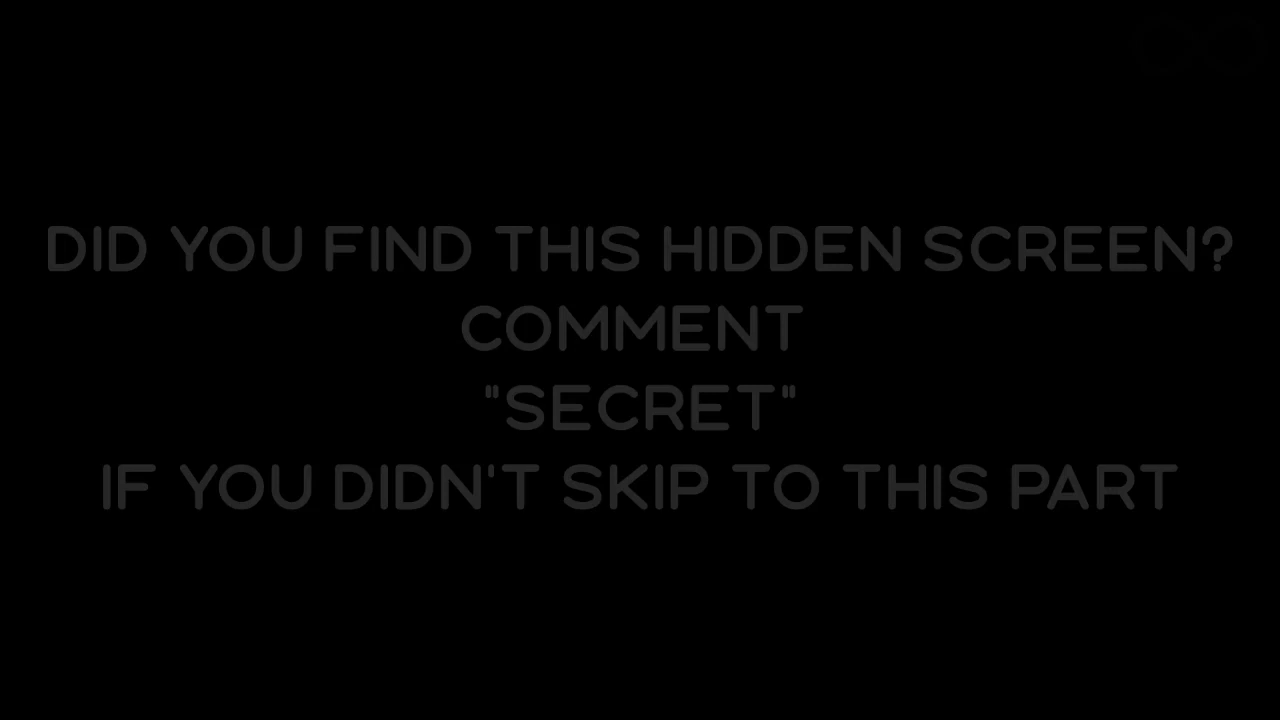 DID YOU FIND THIS HIDDEN SCREEN?
COMMENT
"SECRET"
IF YOU DIDN'T SKIP TO THIS PART